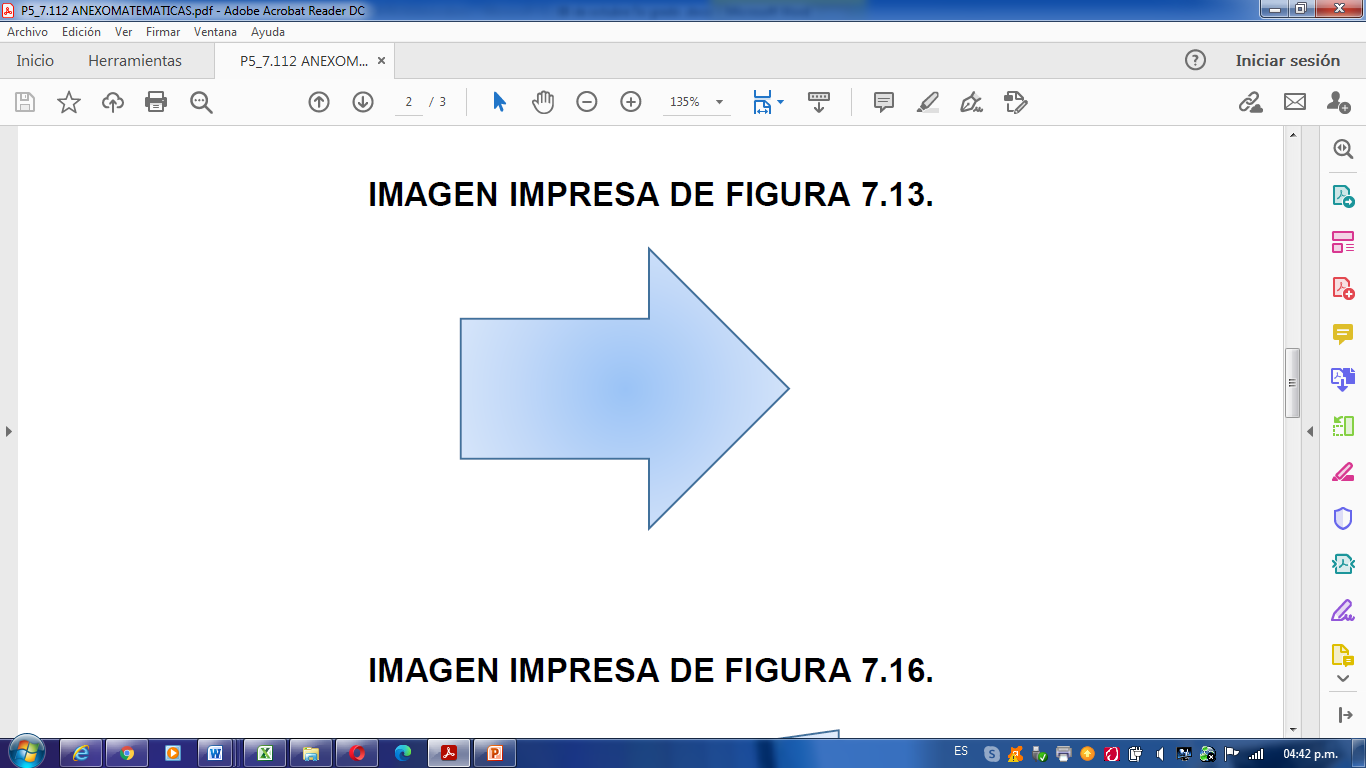 P5_7.112 ANEXOMATEMATICAS.pdf - Adobe Acrobat Reader DC
Archivo Edición Ver Firmar Ventana Ayuda
Inicio Herramientas P5_7.112 ANEXOM... × ? Iniciar sesión
2 / 3 135%
IMAGEN IMPRESA DE FIGURA 7.13.
IMAGEN IMPRESA DE FIGURA 7.16.
ES 04:42 p.m.